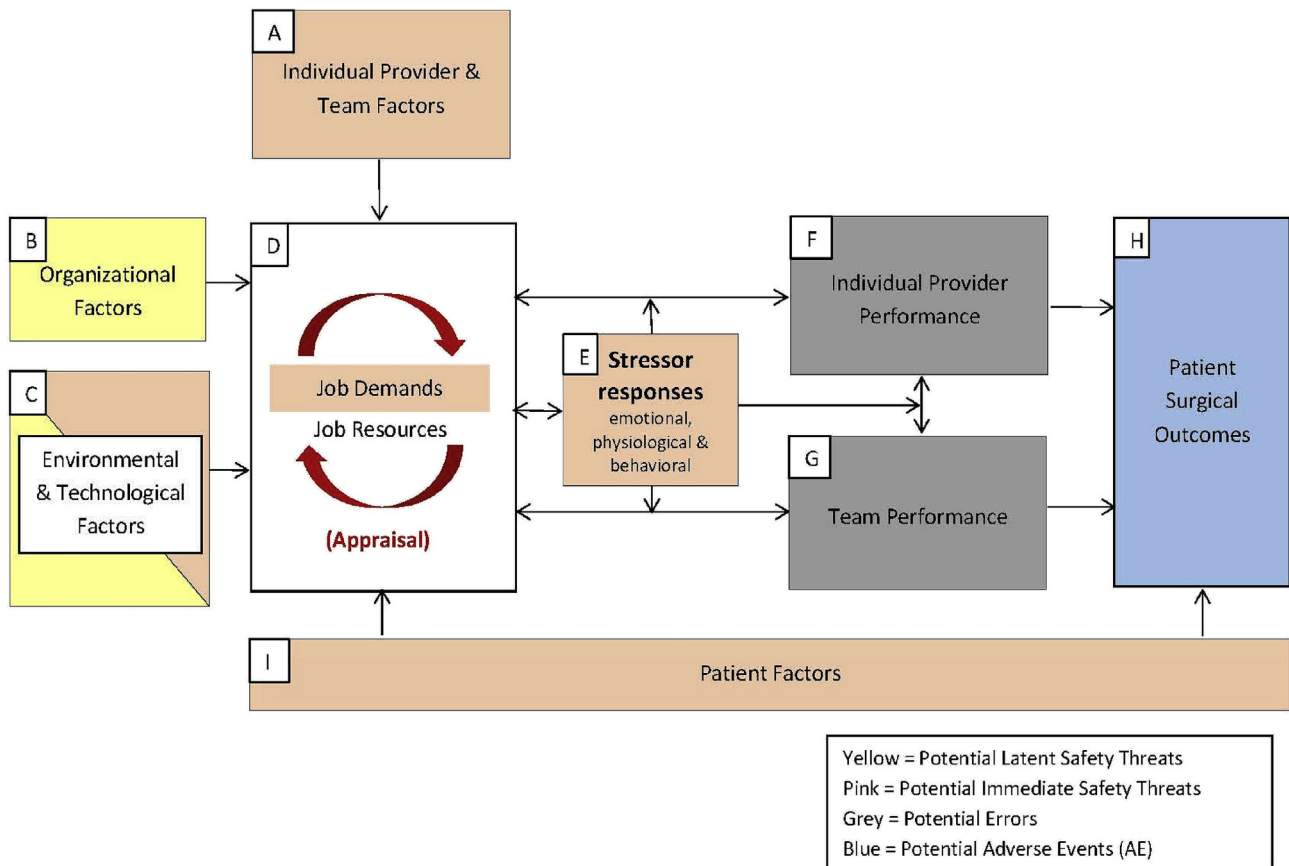 A
Individual Provider &
Team Factors
B
Organizational
Factors
C
Environmental
& Technological
Factors
D
Job Demands
Job Resources
(Appraisal)
E
Stressor
responses
emotional,
physiological &
behavioral
F
Individual Provider
Performance
G
Team Performance
H
Patient
Surgical
Outcomes
I
Patient Factors
Yellow = Potential Latent Safety Threats
Pink = Potential Immediate Safety Threats
Grey = Potential Errors
Blue = Potential Adverse Events (AE)